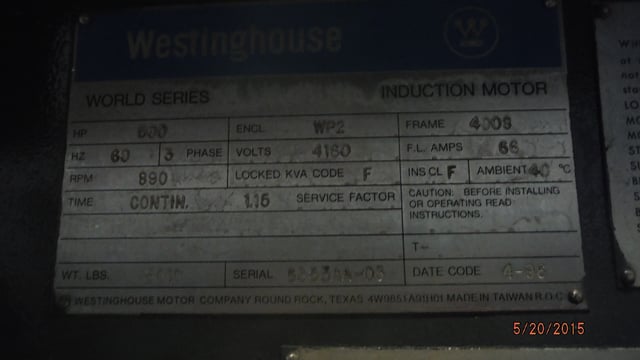 Westinghouse
WORLD SERIES INDUCTION MOTOR
HP ENCL WP2 FRAME 4008
HZ 60 3 PHASE VOLTS 4160 F.L. AMPS 66
RPM 890 LOCKED KVA CODE F INS CL F AMBIENT 40 °C
TIME CONTIN. 1.15 SERVICE FACTOR CAUTION: BEFORE INSTALLING
OR OPERATING READ
INSTRUCTIONS.
T-
WT. LBS. SERIAL DATE CODE
WESTINGHOUSE MOTOR COMPANY ROUND ROCK, TEXAS MADE IN TAIWAN R.O.C
5/20/2015